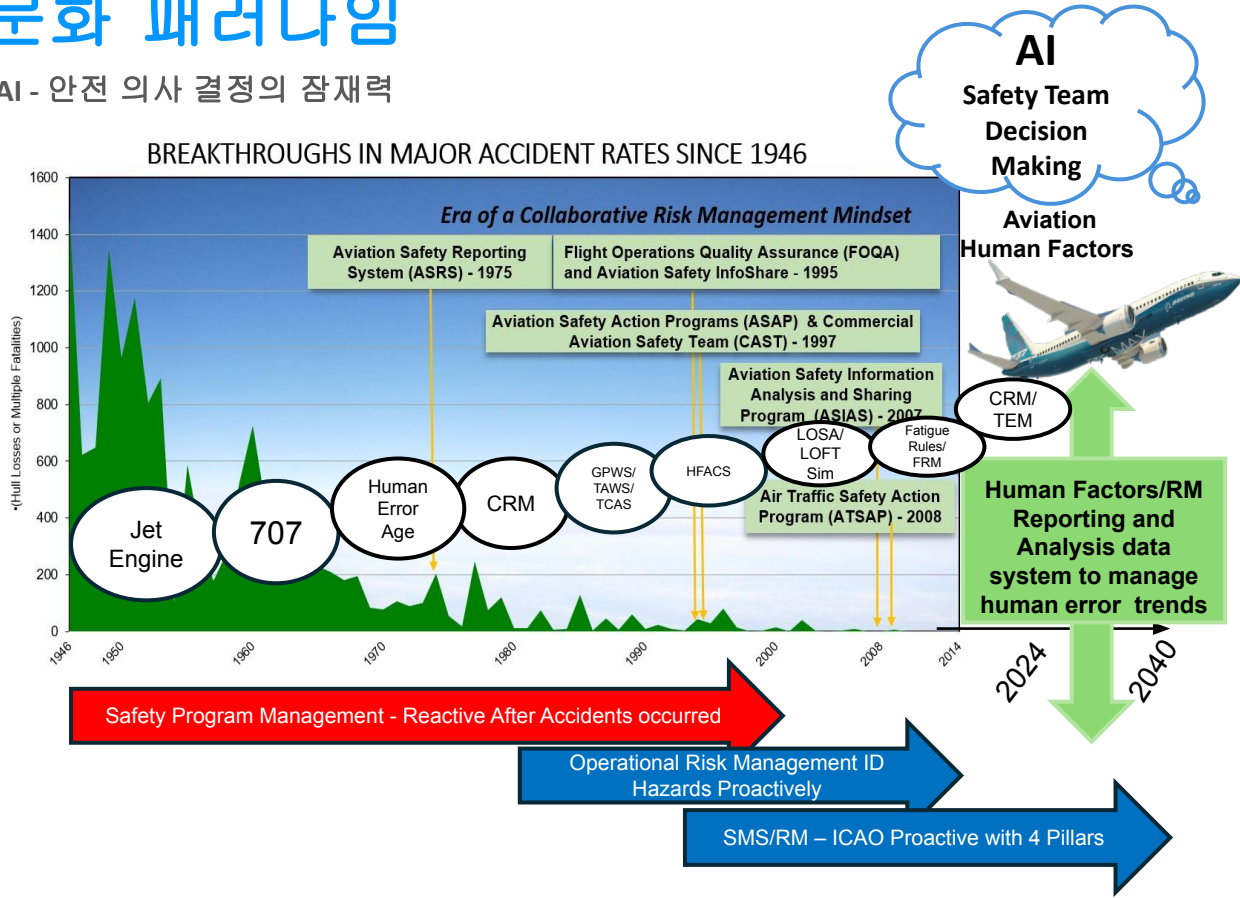 문화 패러다임
AI - 안전 의사 결정의 잠재력
AI
Safety Team
Decision
Making
BREAKTHROUGHS IN MAJOR ACCIDENT RATES SINCE 1946
Aviation
Human Factors
•(Hull Losses or Multiple Fatalities)
1600
1400
1200
1000
800
600
400
200
0
Era of a Collaborative Risk Management Mindset
Aviation Safety Reporting
System (ASRS) - 1975
Flight Operations Quality Assurance (FOQA)
and Aviation Safety InfoShare - 1995
Aviation Safety Action Programs (ASAP) & Commercial
Aviation Safety Team (CAST) - 1997
Aviation Safety Information
Analysis and Sharing
Program (ASIAS) - 2007
Air Traffic Safety Action
Program (ATSAP) - 2008
Jet
Engine
707
Human
Error
Age
CRM
GPWS/
TAWS/
TCAS
HFACS
LOSA/
LOFT
Sim
Fatigue
Rules/
FRM
CRM/
TEM
BOEING
MAX
Human Factors/RM
Reporting and
Analysis data
system to manage
human error trends
1946
1950
1960
1970
1980
1990
2000
2008
2014
2024
2040
Safety Program Management - Reactive After Accidents occurred
Operational Risk Management ID
Hazards Proactively
SMS/RM – ICAO Proactive with 4 Pillars